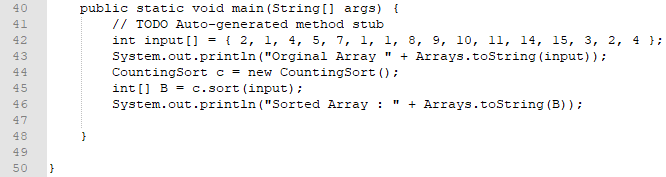 40 public static void main(String[] args) {
41 // TODO Auto-generated method stub
42 int input[] = { 2, 1, 4, 5, 7, 1, 1, 8, 9, 10, 11, 14, 15, 3, 2, 4 };
43 System.out.println("Orginal Array " + Arrays.toString(input));
44 CountingSort c = new CountingSort();
45 int[] B = c.sort(input);
46 System.out.println("Sorted Array : " + Arrays.toString(B));
47
48 }
49
50 }